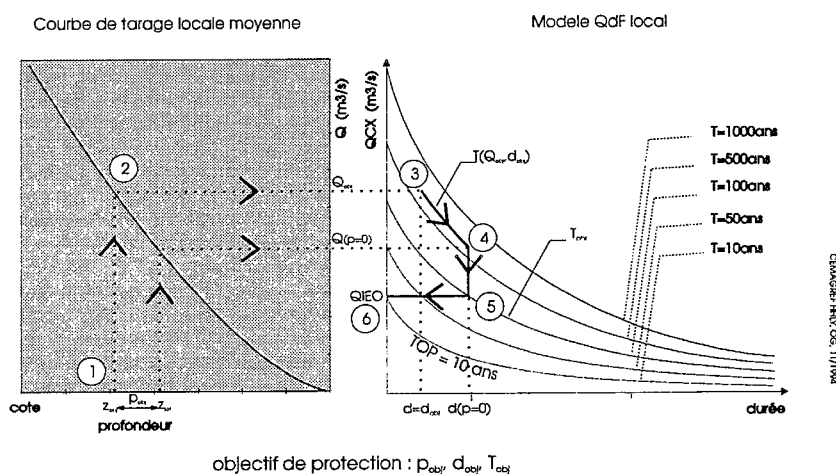 Courbe de tarage locale moyenne
Modele QdF local
Q (m3/s)
QCX (m3/s)
T=1000ans
T=500ans
T=100ans
T=50ans
T=10ans
2
3
T(Qobj,dobj)
Qobj
4
Tobj
Q(p=0)
QIEO
5
6
TOP = 10 ans
1
cote
zobj
pobj
zsol
profondeur
d=dobj
d(p=0)
durée
objectif de protection : pobj, dobj, Tobj